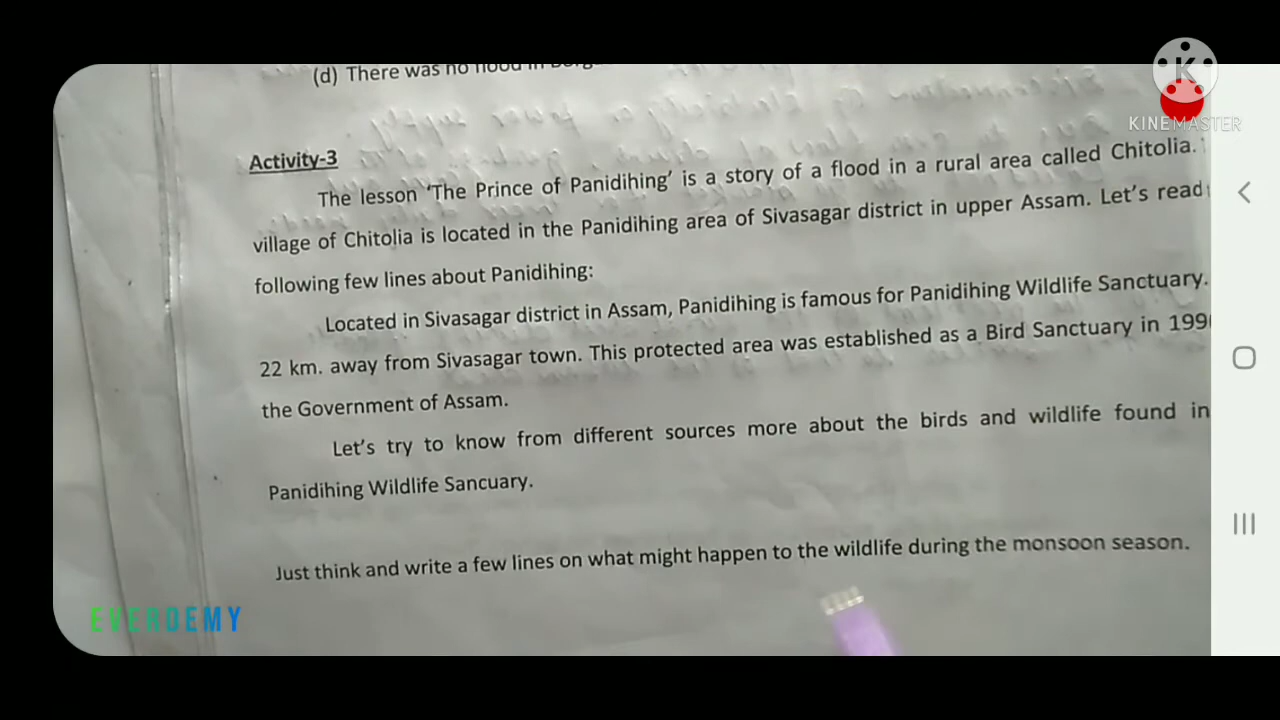 (d) There was no flood in
KINEMASTER
Activity-3
The lesson 'The Prince of Panidihing' is a story of a flood in a rural area called Chitolia.
village of Chitolia is located in the Panidihing area of Sivasagar district in upper Assam. Let's read
following few lines about Panidihing:
Located in Sivasagar district in Assam, Panidihing is famous for Panidihing Wildlife Sanctuary.
22 km. away from Sivasagar town. This protected area was established as a Bird Sanctuary in 199
the Government of Assam.
Let's try to know from different sources more about the birds and wildlife found in
Panidihing Wildlife Sancuary.
Just think and write a few lines on what might happen to the wildlife during the monsoon season.
EVERDEMY